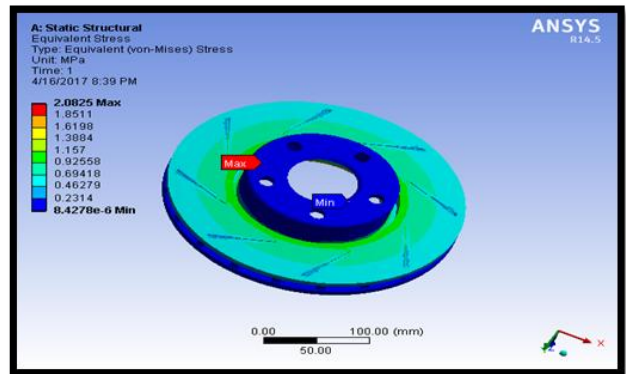 A: Static Structural
Equivalent Stress
Type: Equivalent (von-Mises) Stress
Unit: MPa
Time: 1
4/16/2017 8:39 PM
ANSYS
R14.5
2.0825 Max
1.8511
1.6198
1.3884
1.157
0.92558
0.69418
0.46279
0.2314
8.4278e-6 Min
Max
Min
0.00 100.00 (mm)
50.00
X